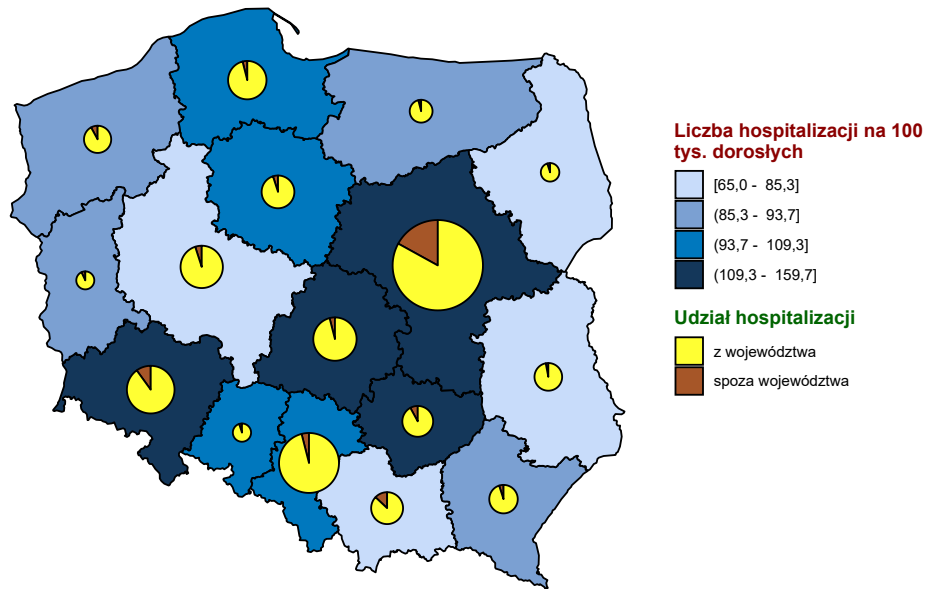 Liczba hospitalizacji na 100
tys. dorosłych
[65,0 - 85,3]
(85,3 - 93,7]
(93,7 - 109,3]
(109,3 - 159,7]
Udział hospitalizacji
z województwa
spoza województwa